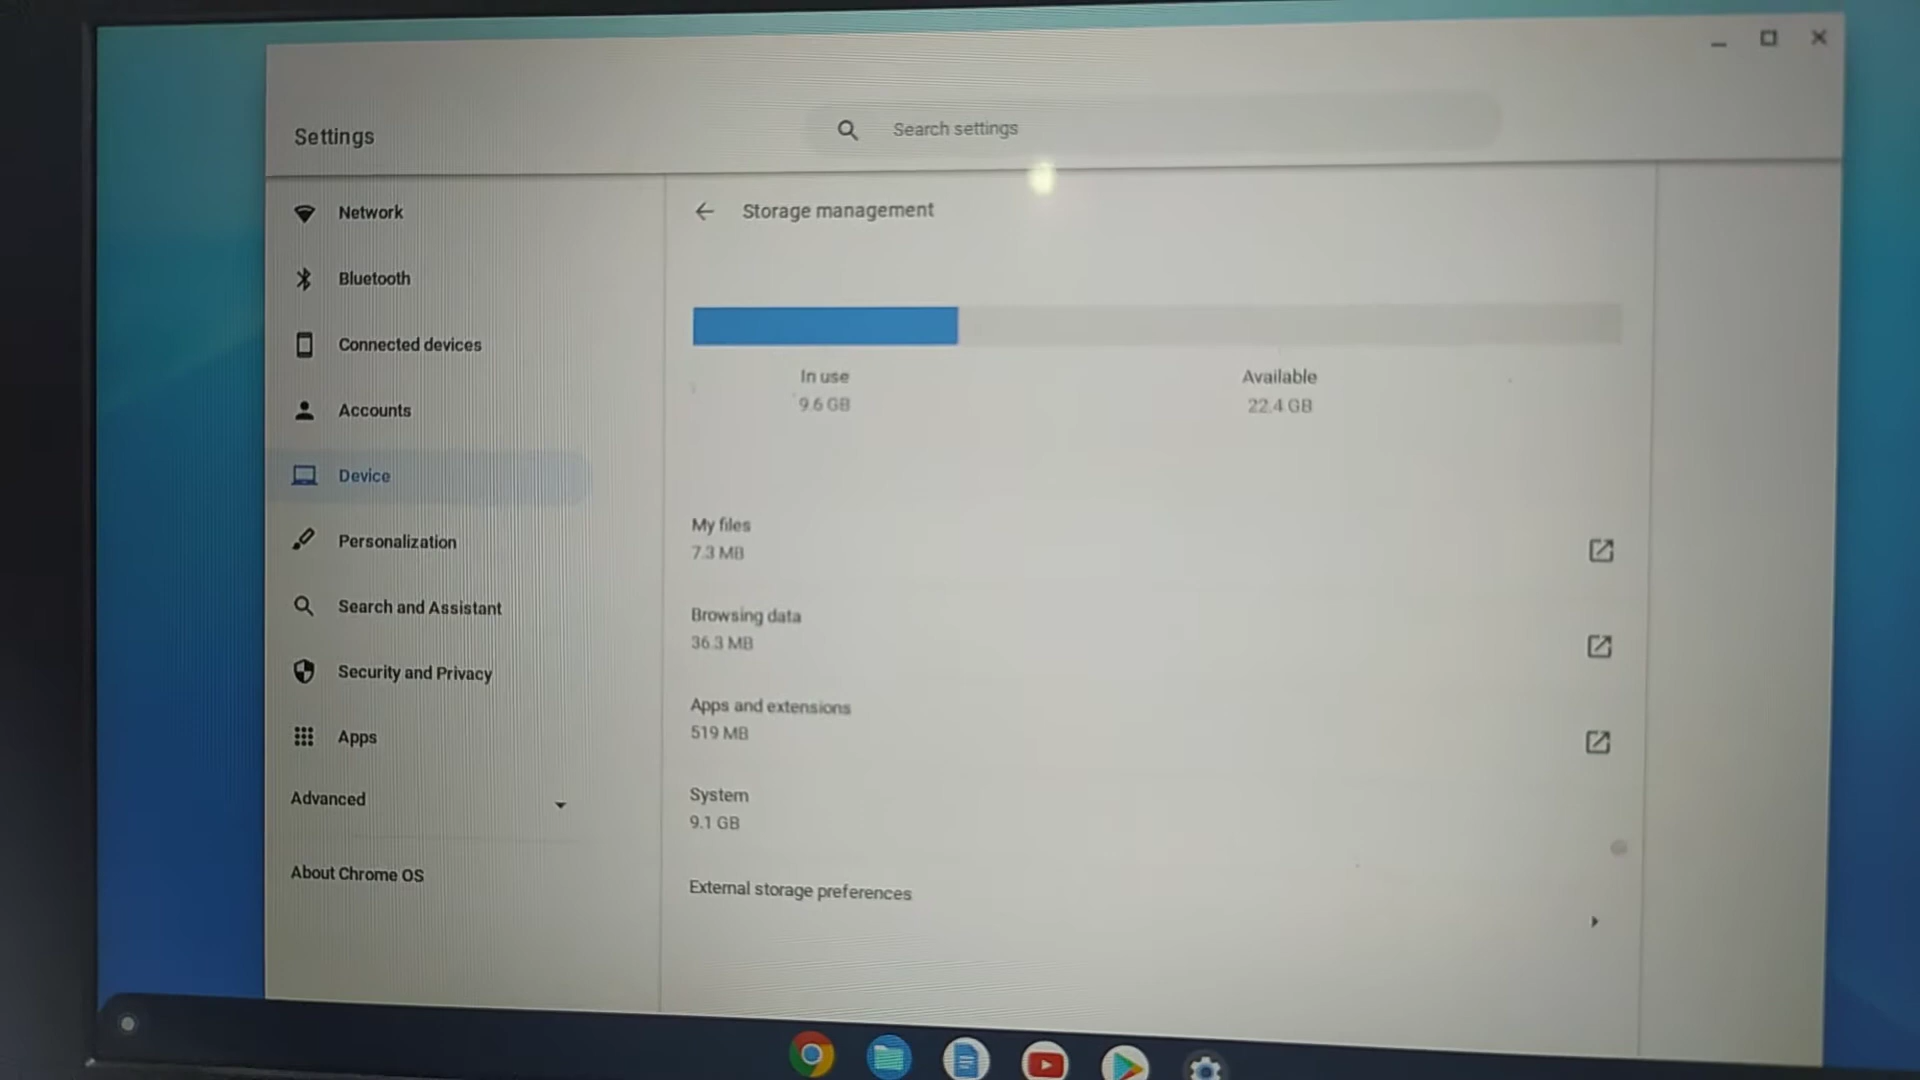 Settings
Search settings
Network
Bluetooth
Connected devices
Accounts
Device
Personalization
Search and Assistant
Security and Privacy
Apps
Advanced
About Chrome OS
Storage management
In use
9.6 GB
Available
22.4 GB
My files
7.3 MB
Browsing data
36.3 MB
Apps and extensions
519 MB
System
9.1 GB
External storage preferences